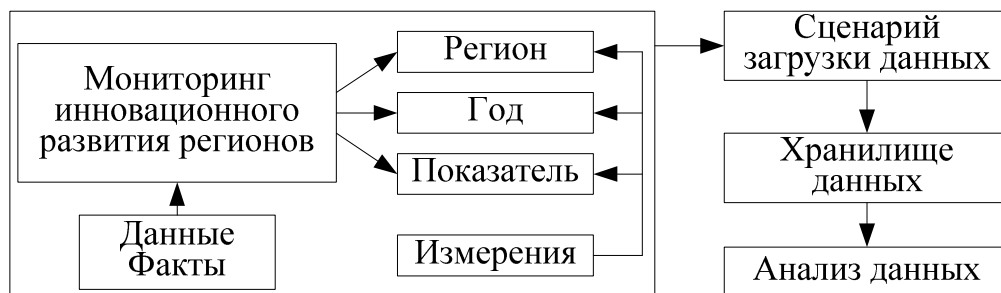 Мониторинг
инновационного
развития регионов
Данные
Факты
Регион
Год
Показатель
Измерения
Сценарий
загрузки данных
Хранилище
данных
Анализ данных